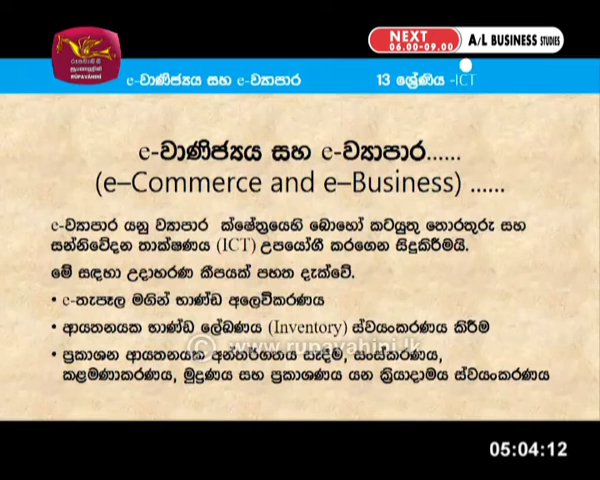 NEXT
06.00-09.00
A/L BUSINESS STUDIES
රූපවාහිනී
RUPAVAHINI
e-වාණිජ්‍යය සහ e-ව්‍යාපාර
13 ශ්‍රේණිය -ICT
e-වාණිජ්‍යය සහ e-ව්‍යාපාර......
(e–Commerce and e–Business) ......
e-ව්‍යාපාර යනු ව්‍යාපාර ක්ෂේත්‍රයෙහි බොහෝ කටයුතු තොරතුරු සහ
සන්නිවේදන තාක්ෂණය (ICT) උපයෝගී කරගෙන සිදුකිරීමයි.
මේ සඳහා උදාහරණ කීපයක් පහත දැක්වේ.
• e-තැපෑල මගින් භාණ්ඩ අලෙවිකරණය
• ආයතනයක භාණ්ඩ ලේඛණය (Inventory) ස්වයංකරණය කිරීම
© www.rupavahini.lk
• ප්‍රකාශන ආයතනයක අන්තර්ගතය සැදීම, සංස්කරණය,
කළමණාකරණය, මුද්‍රණය සහ ප්‍රකාශණය යන ක්‍රියාදාමය ස්වයංකරණය
05:04:12